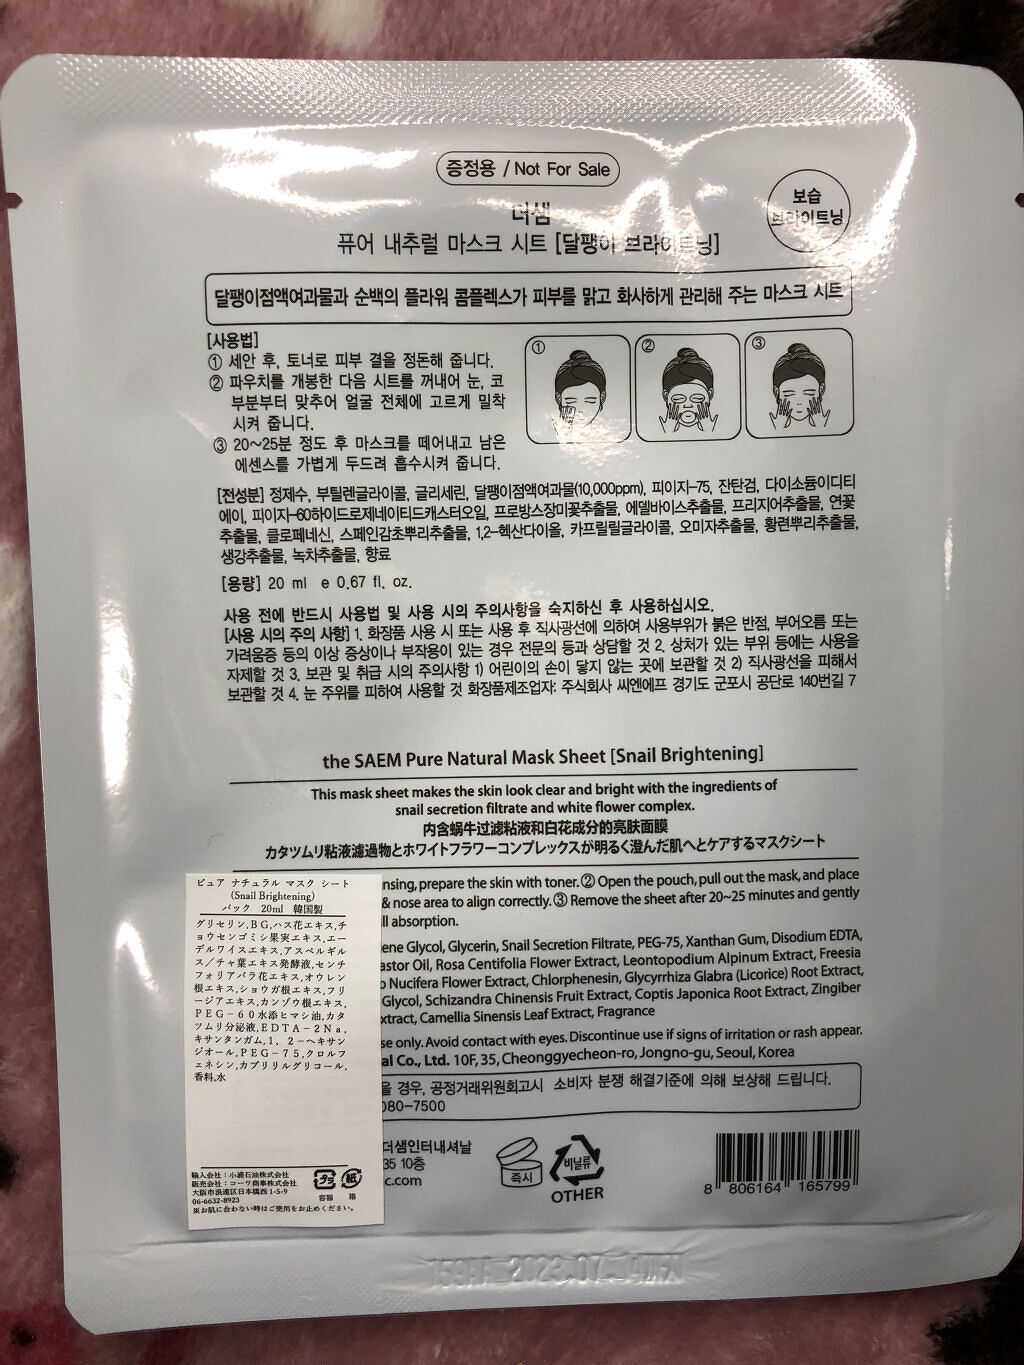 증정용 / Not For Sale
더샘
보습
브라이트닝
퓨어 내추럴 마스크 시트 [달팽이 브라이트닝]
달팽이점액여과물과 순백의 플라워 콤플렉스가 피부를 맑고 화사하게 관리해 주는 마스크 시트
[사용법]
① 세안 후, 토너로 피부 결을 정돈해 줍니다.
② 파우치를 개봉한 다음 시트를 꺼내어 눈, 코
부분부터 맞추어 얼굴 전체에 고르게 밀착
시켜 줍니다.
③ 20~25분 정도 후 마스크를 떼어내고 남은
에센스를 가볍게 두드려 흡수시켜 줍니다.
① ② ③
[전성분] 정제수, 부틸렌글라이콜, 글리세린, 달팽이점액여과물(10,000ppm), 피이지-75, 잔탄검, 다이소듐이디티
에이, 피이지-60하이드로제네이티드캐스터오일, 프로방스장미꽃추출물, 에델바이스추출물, 프리지어추출물, 연꽃
추출물, 클로페네신, 스페인감초뿌리추출물, 1,2-헥산다이올, 카프릴릴글라이콜, 오미자추출물, 황련뿌리추출물,
생강추출물, 녹차추출물, 향료
[용량] 20 ml e 0.67 fl. oz.
사용 전에 반드시 사용법 및 사용 시의 주의사항을 숙지하신 후 사용하십시오.
[사용 시의 주의 사항] 1. 화장품 사용 시 또는 사용 후 직사광선에 의하여 사용부위가 붉은 반점, 부어오름 또는
가려움증 등의 이상 증상이나 부작용이 있는 경우 전문의 등과 상담할 것 2. 상처가 있는 부위 등에는 사용을
자제할 것 3. 보관 및 취급 시의 주의사항 1) 어린이의 손이 닿지 않는 곳에 보관할 것 2) 직사광선을 피해서
보관할 것 4. 눈 주위를 피하여 사용할 것 화장품제조업자: 주식회사 씨엔에프 경기도 군포시 공단로 140번길 7
the SAEM Pure Natural Mask Sheet [Snail Brightening]
This mask sheet makes the skin look clear and bright with the ingredients of
snail secretion filtrate and white flower complex.
内含蜗牛过滤粘液和白花成分的亮肤面膜
カタツムリ粘液濾過物とホワイトフラワーコンプレックスが明るく澄んだ肌へとケアするマスクシート
nsing, prepare the skin with toner. ② Open the pouch, pull out the mask, and place
& nose area to align correctly. ③ Remove the sheet after 20~25 minutes and gently
ll absorption.
ene Glycol, Glycerin, Snail Secretion Filtrate, PEG-75, Xanthan Gum, Disodium EDTA,
astor Oil, Rosa Centifolia Flower Extract, Leontopodium Alpinum Extract, Freesia
o Nucifera Flower Extract, Chlorphenesin, Glycyrrhiza Glabra (Licorice) Root Extract,
Glycol, Schizandra Chinensis Fruit Extract, Coptis Japonica Root Extract, Zingiber
xtract, Camellia Sinensis Leaf Extract, Fragrance
se only. Avoid contact with eyes. Discontinue use if signs of irritation or rash appear.
al Co., Ltd. 10F, 35, Cheonggyecheon-ro, Jongno-gu, Seoul, Korea
을 경우, 공정거래위원회고시 소비자 분쟁 해결기준에 의해 보상해 드립니다.
080-7500
더샘인터내셔날
35 10층
c.com
즉시
비닐류
OTHER
8 806164 165799
ピュア ナチュラル マスク シート
(Snail Brightening)
パック 20ml 韓国製
グリセリン,BG,ハス花エキス,チ
ョウセンゴミシ果実エキス,エー
デルワイスエキス,アスペルギル
ス/チャ葉エキス発酵液,センチ
フォリアバラ花エキス,オウレン
根エキス,ショウガ根エキス,フリ
ージアエキス,カンゾウ根エキス,
PEG-60水添ヒマシ油,カタ
ツムリ分泌液,EDTA-2Na,
キサンタンガム,1,2-ヘキサン
ジオール,PEG-75,クロルフ
ェネシン,カプリリルグリコール,
香料,水
輸入会社：小浦石油株式会社
販売会社：コーワ商事株式会社
大阪市浪速区日本橋西1-5-9
06-6632-8923
プラ 紙
容器 箱
※お肌に合わない時はご使用をお止めください。
2023.07.14